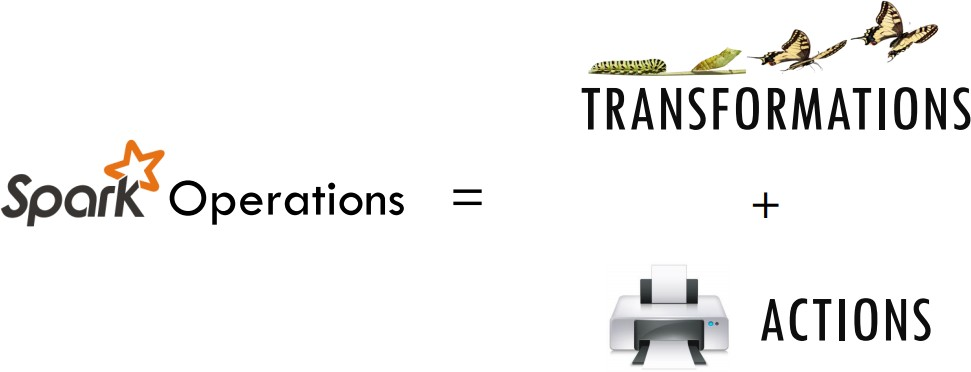 TRANSFORMATIONS
Spark Operations =
+
ACTIONS